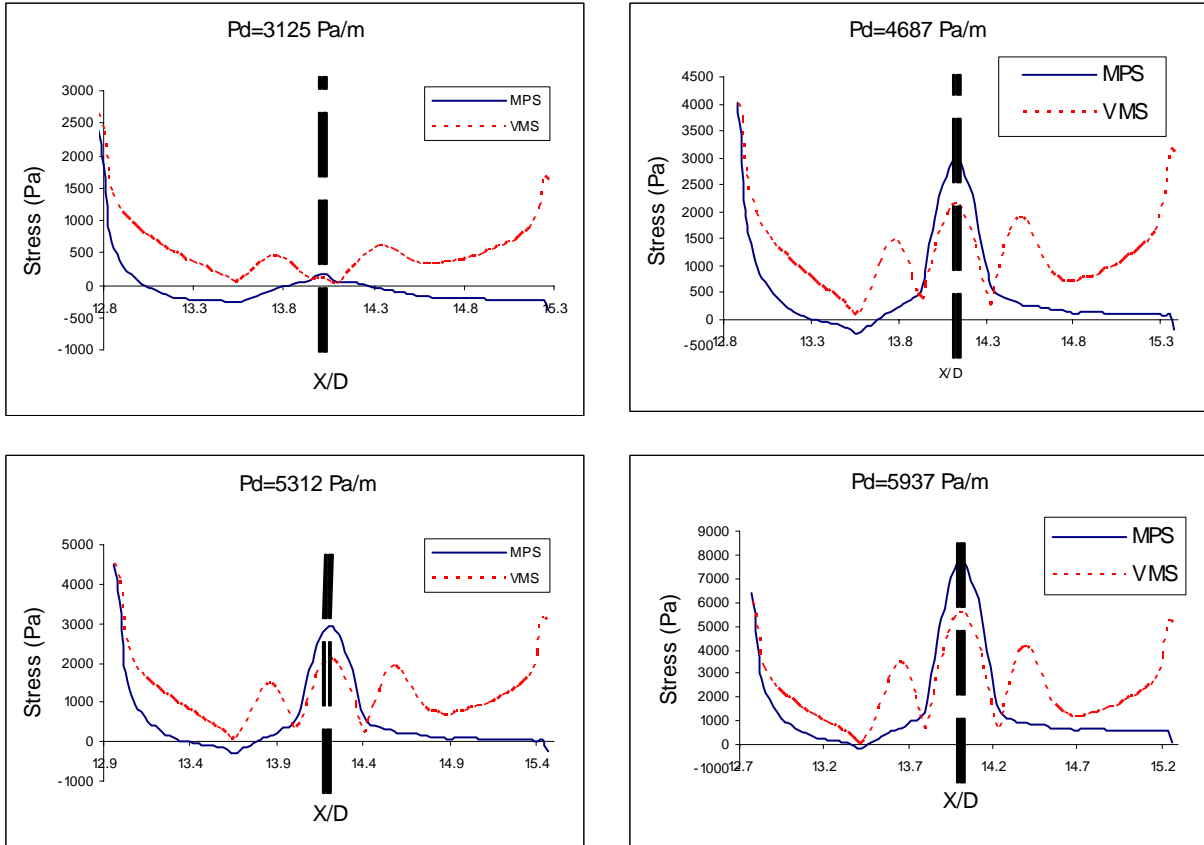 Pd=3125 Pa/m
MPS
VMS
3000
2500
2000
1500
1000
500
0
-500
-1000
12.8 13.3 13.8 14.3 14.8 15.3
Stress (Pa)
X/D
Pd=4687 Pa/m
MPS
VMS
4500
4000
3500
3000
2500
2000
1500
1000
500
0
-500
12.8 13.3 13.8 14.3 14.8 15.3
Stress (Pa)
X/D
Pd=5312 Pa/m
MPS
VMS
5000
4000
3000
2000
1000
0
-1000
12.9 13.4 13.9 14.4 14.9 15.4
Stress (Pa)
X/D
Pd=5937 Pa/m
MPS
VMS
9000
8000
7000
6000
5000
4000
3000
2000
1000
0
-1000
12.7 13.2 13.7 14.2 14.7 15.2
Stress (Pa)
X/D